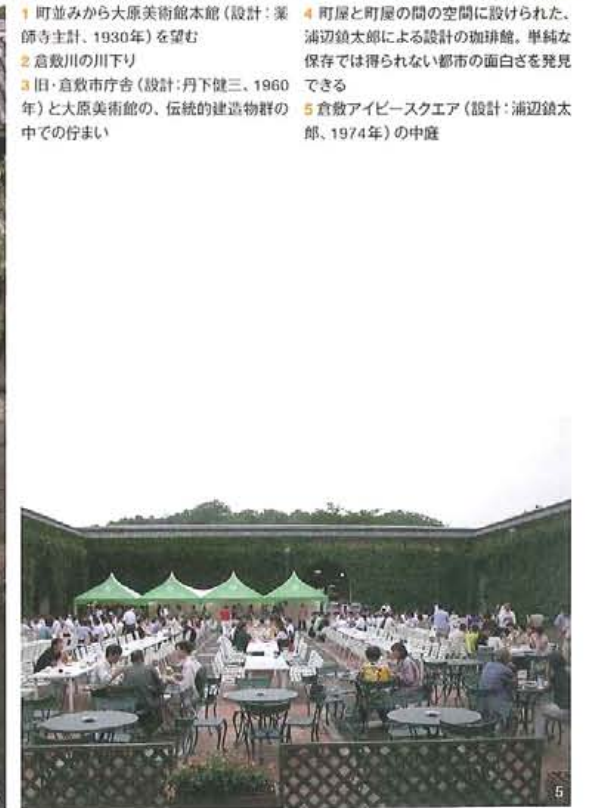 1 町並みから大原美術館本館（設計：薬
師寺主計、1930年）を望む
2 倉敷川の川下り
3 旧・倉敷市庁舎（設計：丹下健三、1960
年）と大原美術館の、伝統的建造物群の
中での佇まい
4 町屋と町屋の間の空間に設けられた、
浦辺鎮太郎による設計の珈琲館。単純な
保存では得られない都市の面白さを発見
できる
5 倉敷アイビースクエア（設計：浦辺鎮太
郎、1974年）の中庭
5